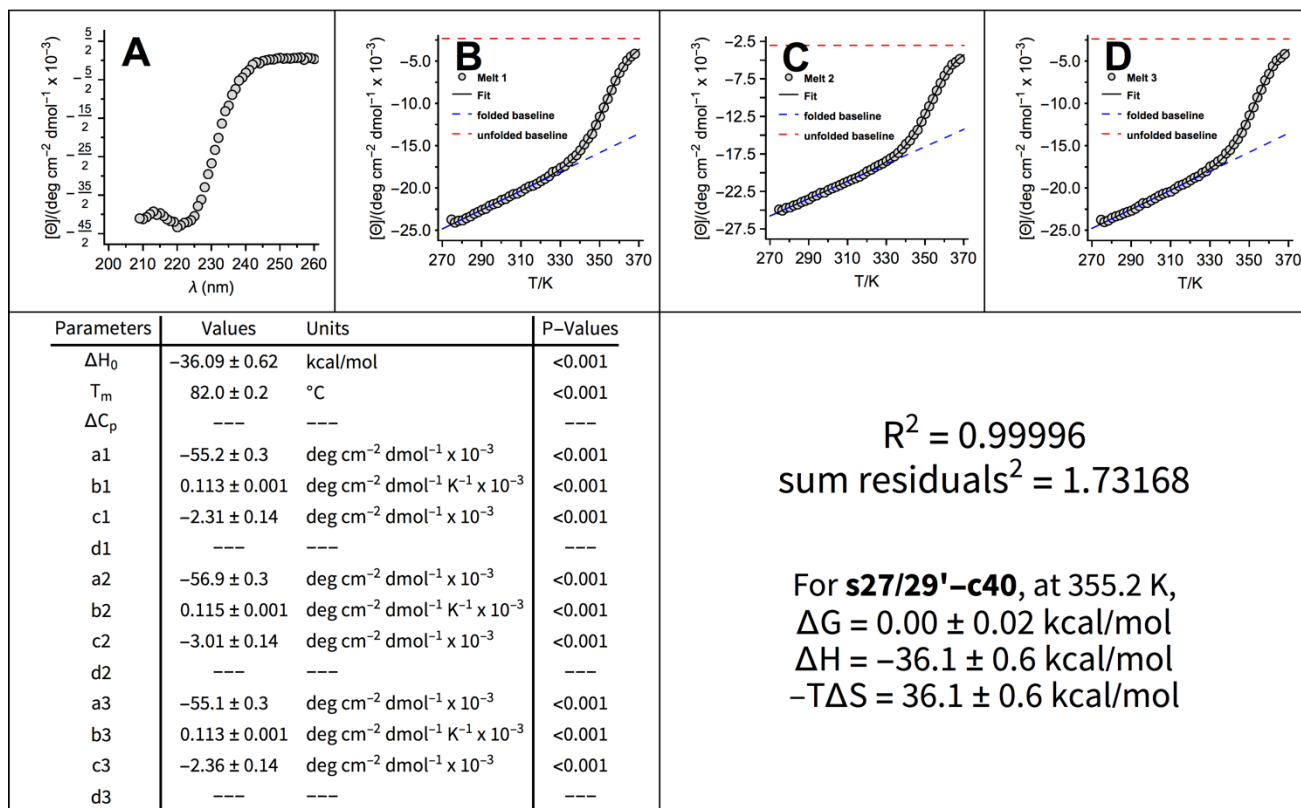 A
[Θ]/(deg cm⁻² dmol⁻¹ x 10⁻³)
5/2
−5/2
−15/2
−25/2
−35/2
−45/2
200 210 220 230 240 250 260
λ (nm)
B
[Θ]/(deg cm⁻² dmol⁻¹ x 10⁻³)
−5.0
−10.0
−15.0
−20.0
−25.0
Melt 1
Fit
folded baseline
unfolded baseline
270 290 310 330 350 370
T/K
C
[Θ]/(deg cm⁻² dmol⁻¹ x 10⁻³)
−2.5
−7.5
−12.5
−17.5
−22.5
−27.5
Melt 2
Fit
folded baseline
unfolded baseline
270 290 310 330 350 370
T/K
D
[Θ]/(deg cm⁻² dmol⁻¹ x 10⁻³)
−5.0
−10.0
−15.0
−20.0
−25.0
Melt 3
Fit
folded baseline
unfolded baseline
270 290 310 330 350 370
T/K
Parameters Values Units P−Values
ΔH₀ −36.09 ± 0.62 kcal/mol <0.001
Tₘ 82.0 ± 0.2 °C <0.001
ΔCₚ −−− −−− −−−
a1 −55.2 ± 0.3 deg cm⁻² dmol⁻¹ x 10⁻³ <0.001
b1 0.113 ± 0.001 deg cm⁻² dmol⁻¹ K⁻¹ x 10⁻³ <0.001
c1 −2.31 ± 0.14 deg cm⁻² dmol⁻¹ x 10⁻³ <0.001
d1 −−− −−− −−−
a2 −56.9 ± 0.3 deg cm⁻² dmol⁻¹ x 10⁻³ <0.001
b2 0.115 ± 0.001 deg cm⁻² dmol⁻¹ K⁻¹ x 10⁻³ <0.001
c2 −3.01 ± 0.14 deg cm⁻² dmol⁻¹ x 10⁻³ <0.001
d2 −−− −−− −−−
a3 −55.1 ± 0.3 deg cm⁻² dmol⁻¹ x 10⁻³ <0.001
b3 0.113 ± 0.001 deg cm⁻² dmol⁻¹ K⁻¹ x 10⁻³ <0.001
c3 −2.36 ± 0.14 deg cm⁻² dmol⁻¹ x 10⁻³ <0.001
d3 −−− −−− −−−
R² = 0.99996
sum residuals² = 1.73168
For s27/29'−c40, at 355.2 K,
ΔG = 0.00 ± 0.02 kcal/mol
ΔH = −36.1 ± 0.6 kcal/mol
−TΔS = 36.1 ± 0.6 kcal/mol